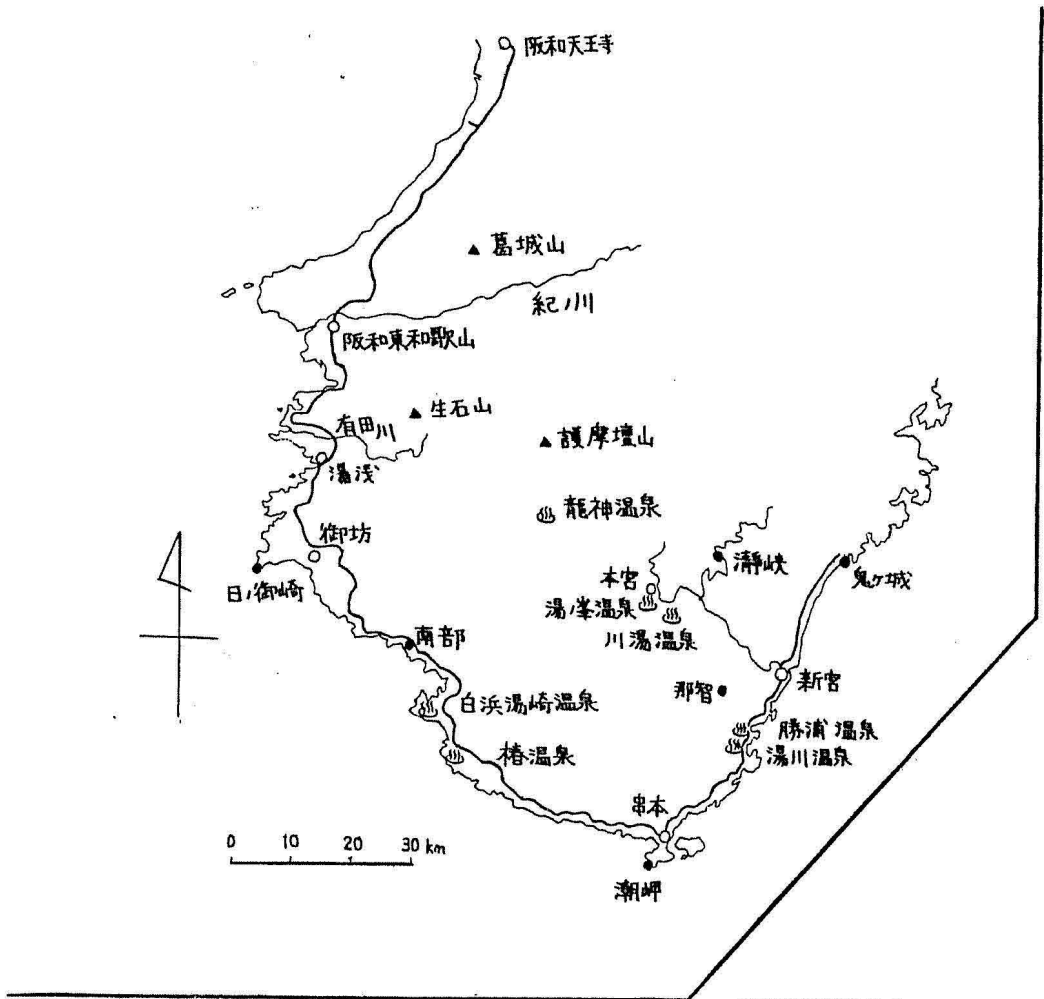 阪和天王寺
葛城山
紀ノ川
阪和東和歌山
生石山
有田川
護摩壇山
湯浅
龍神温泉
御坊
瀞峡
鬼ヶ城
日ノ御崎
本宮
湯ノ峯温泉
川湯温泉
南部
新宮
那智
白浜湯崎温泉
勝浦温泉
椿温泉
湯川温泉
串本
0 10 20 30 km
潮岬